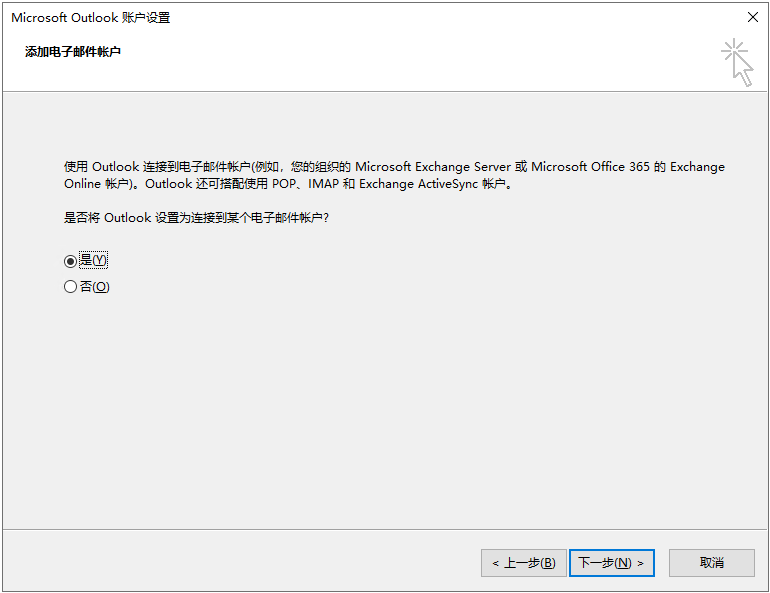 Microsoft Outlook 账户设置
添加电子邮件帐户
使用 Outlook 连接到电子邮件帐户(例如，您的组织的 Microsoft Exchange Server 或 Microsoft Office 365 的 Exchange
Online 帐户)。Outlook 还可搭配使用 POP、IMAP 和 Exchange ActiveSync 帐户。
是否将 Outlook 设置为连接到某个电子邮件帐户?
是(Y)
否(O)
< 上一步(B) 下一步(N) > 取消